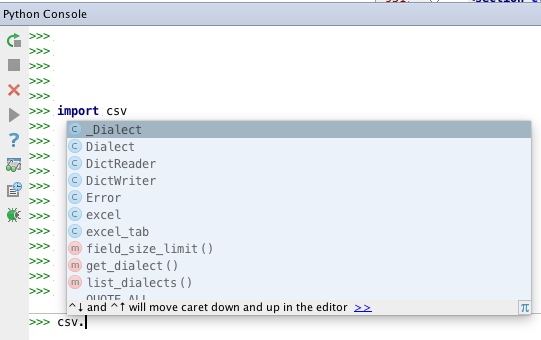 Python Console
>>>
>>>
>>>
>>>
>>>
>>> import csv
>>>
C _Dialect
>>>
C Dialect
>>>
C DictReader
>>>
C DictWriter
>>>
C Error
>>>
C excel
>>>
C excel_tab
>>>
m field_size_limit()
>>>
m get_dialect()
>>>
m list_dialects()
>>>
QUOTE_ALL
>>>
^↓ and ^↑ will move caret down and up in the editor >> π
>>> csv.